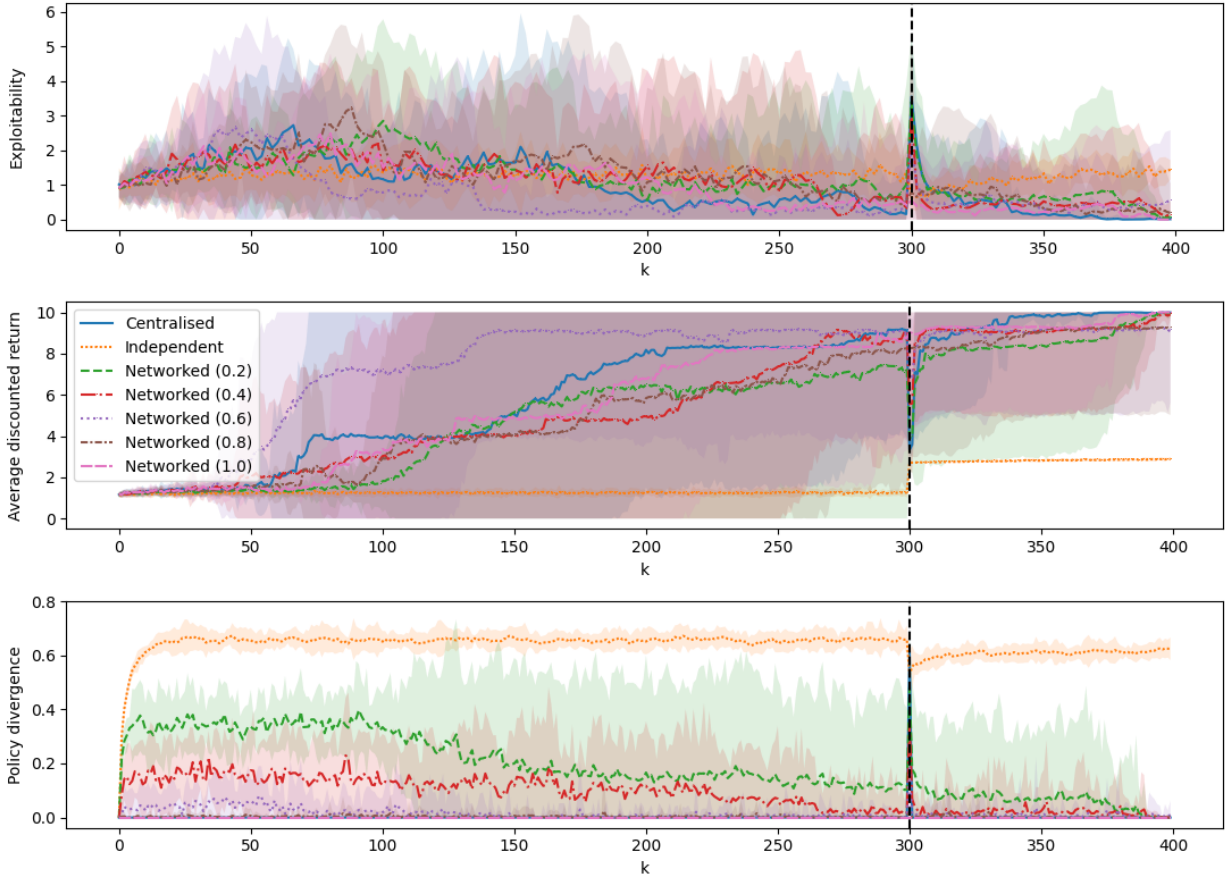 Exploitability
6
5
4
3
2
1
0
0 50 100 150 200 250 300 350 400
k
Average discounted return
10
8
6
4
2
0
Centralised
Independent
Networked (0.2)
Networked (0.4)
Networked (0.6)
Networked (0.8)
Networked (1.0)
0 50 100 150 200 250 300 350 400
k
Policy divergence
0.8
0.6
0.4
0.2
0.0
0 50 100 150 200 250 300 350 400
k